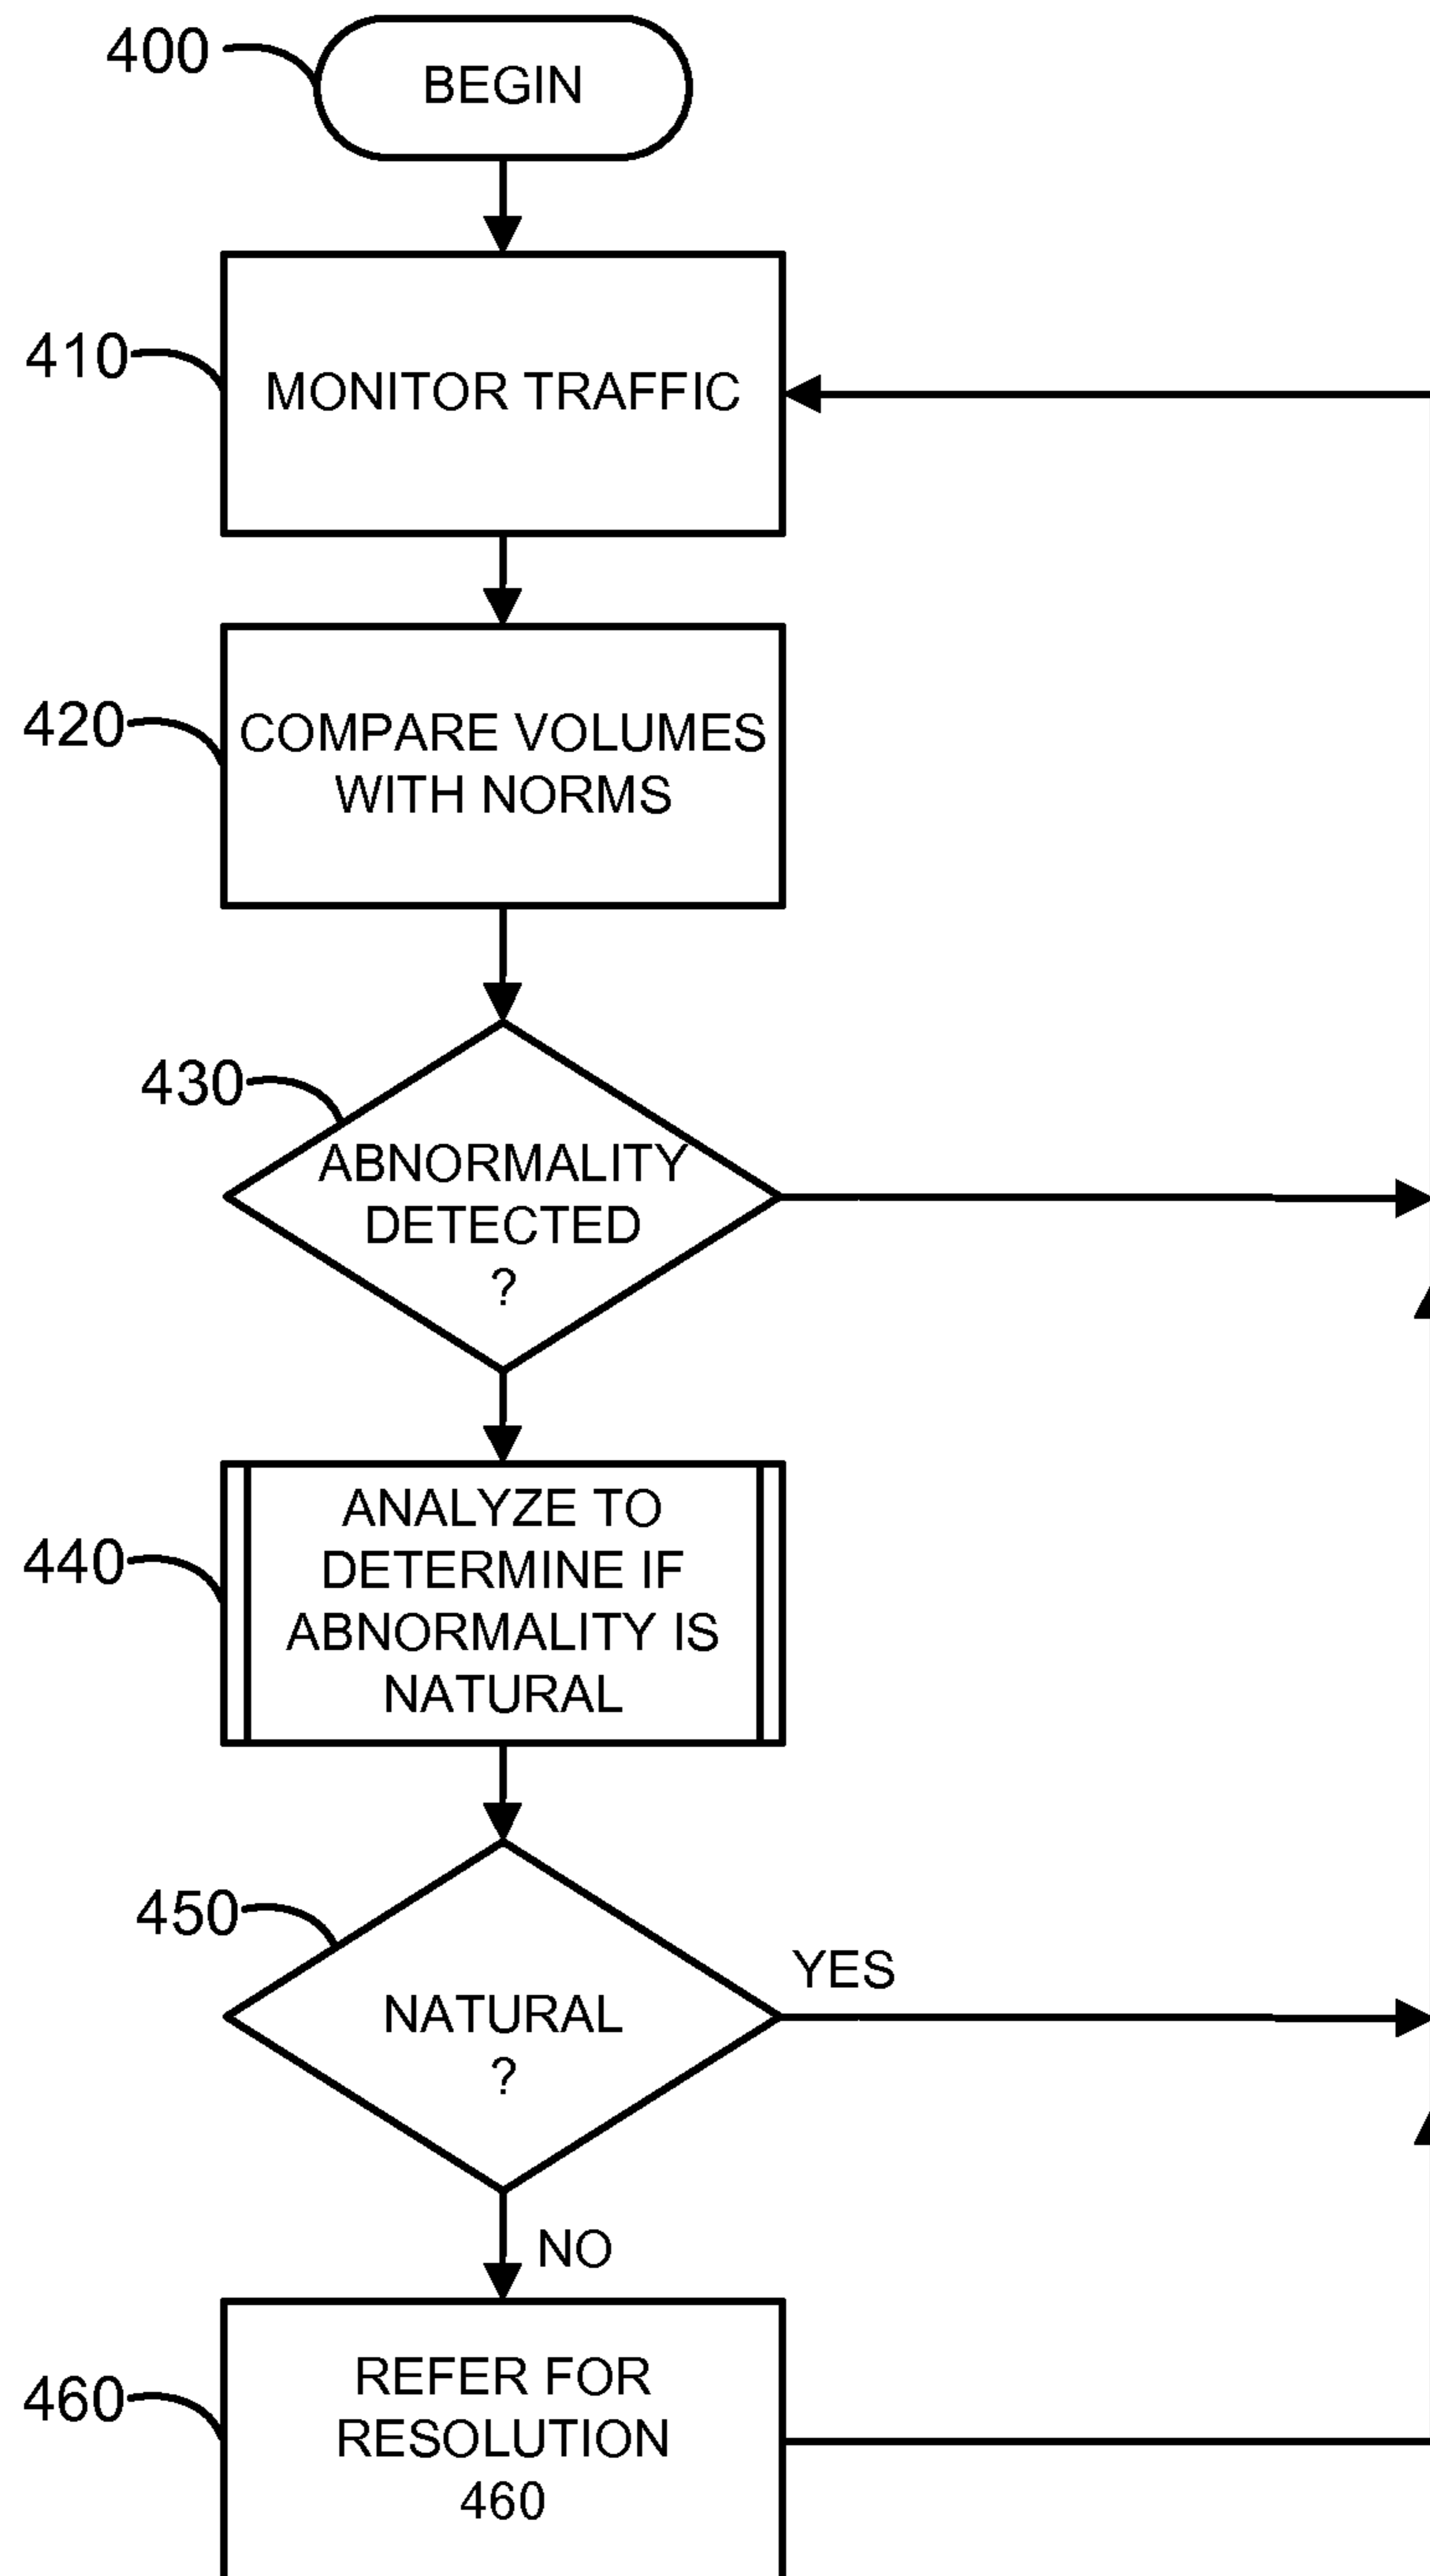 400
BEGIN
410
MONITOR TRAFFIC
420
COMPARE VOLUMES
WITH NORMS
430
ABNORMALITY
DETECTED
?
440
ANALYZE TO
DETERMINE IF
ABNORMALITY IS
NATURAL
450
YES
NATURAL
?
NO
460
REFER FOR
RESOLUTION
460